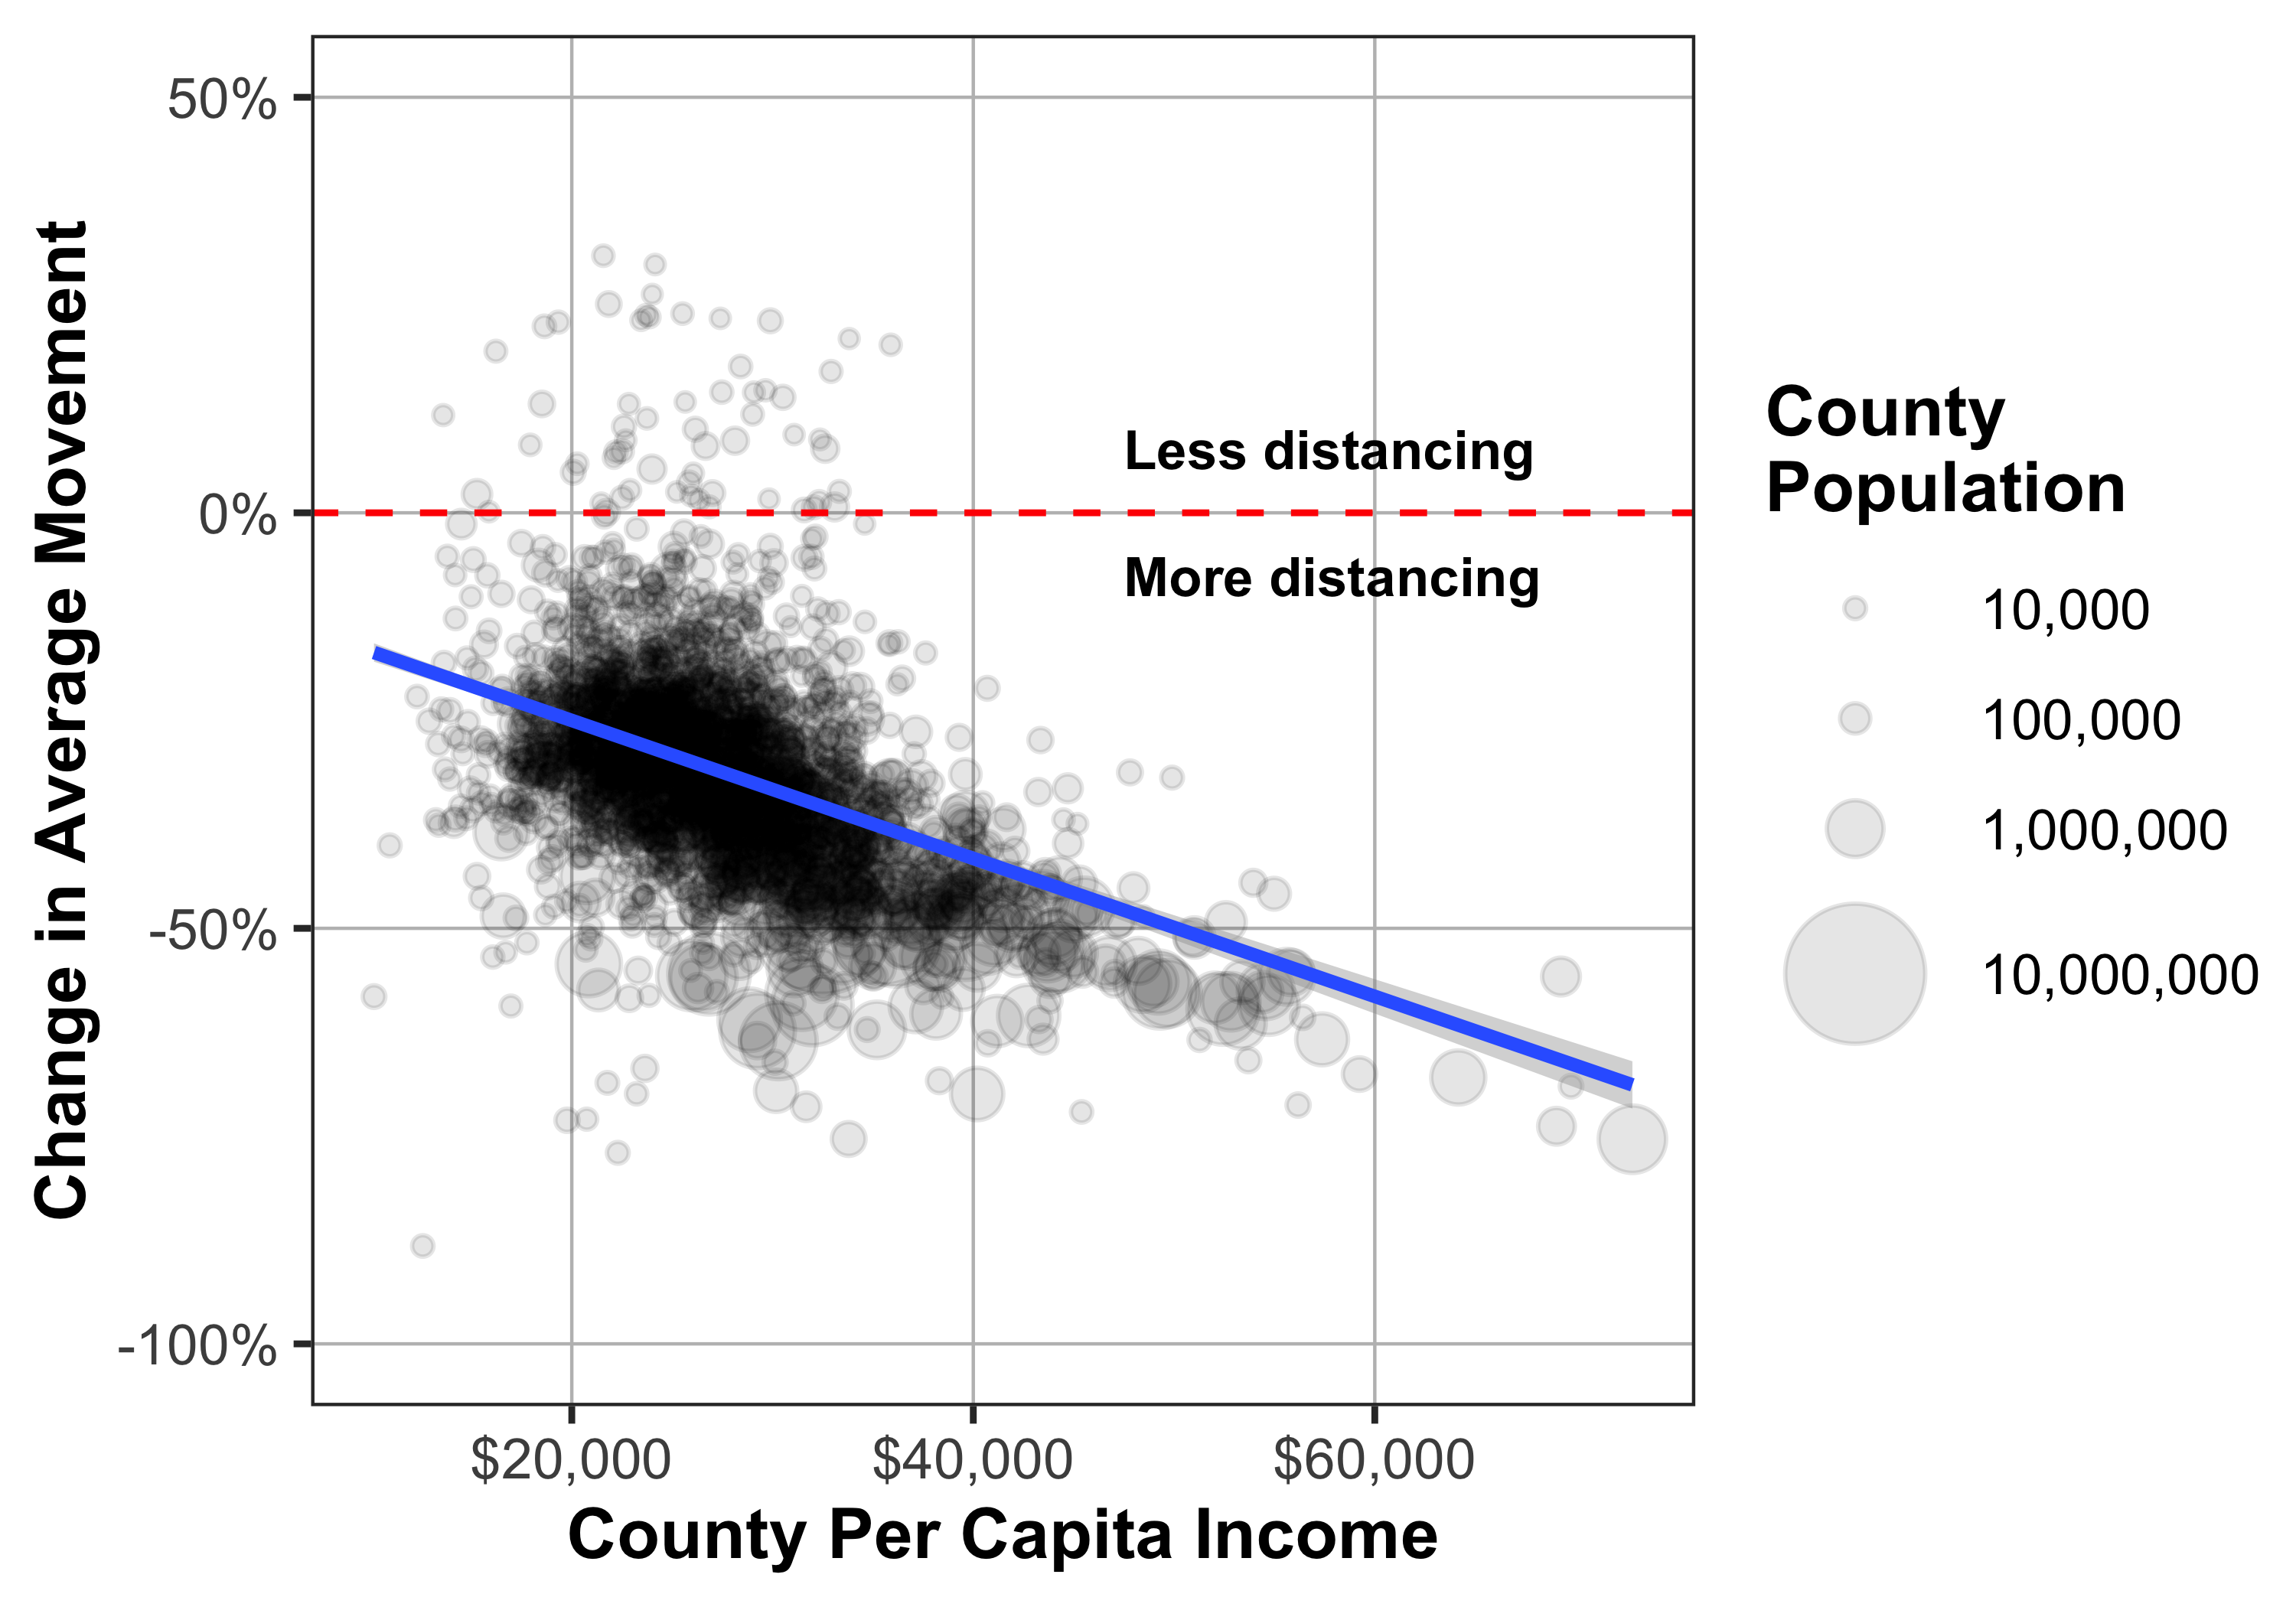 Change in Average Movement
50%
0%
-50%
-100%
Less distancing
More distancing
$20,000
$40,000
$60,000
County Per Capita Income
County
Population
10,000
100,000
1,000,000
10,000,000